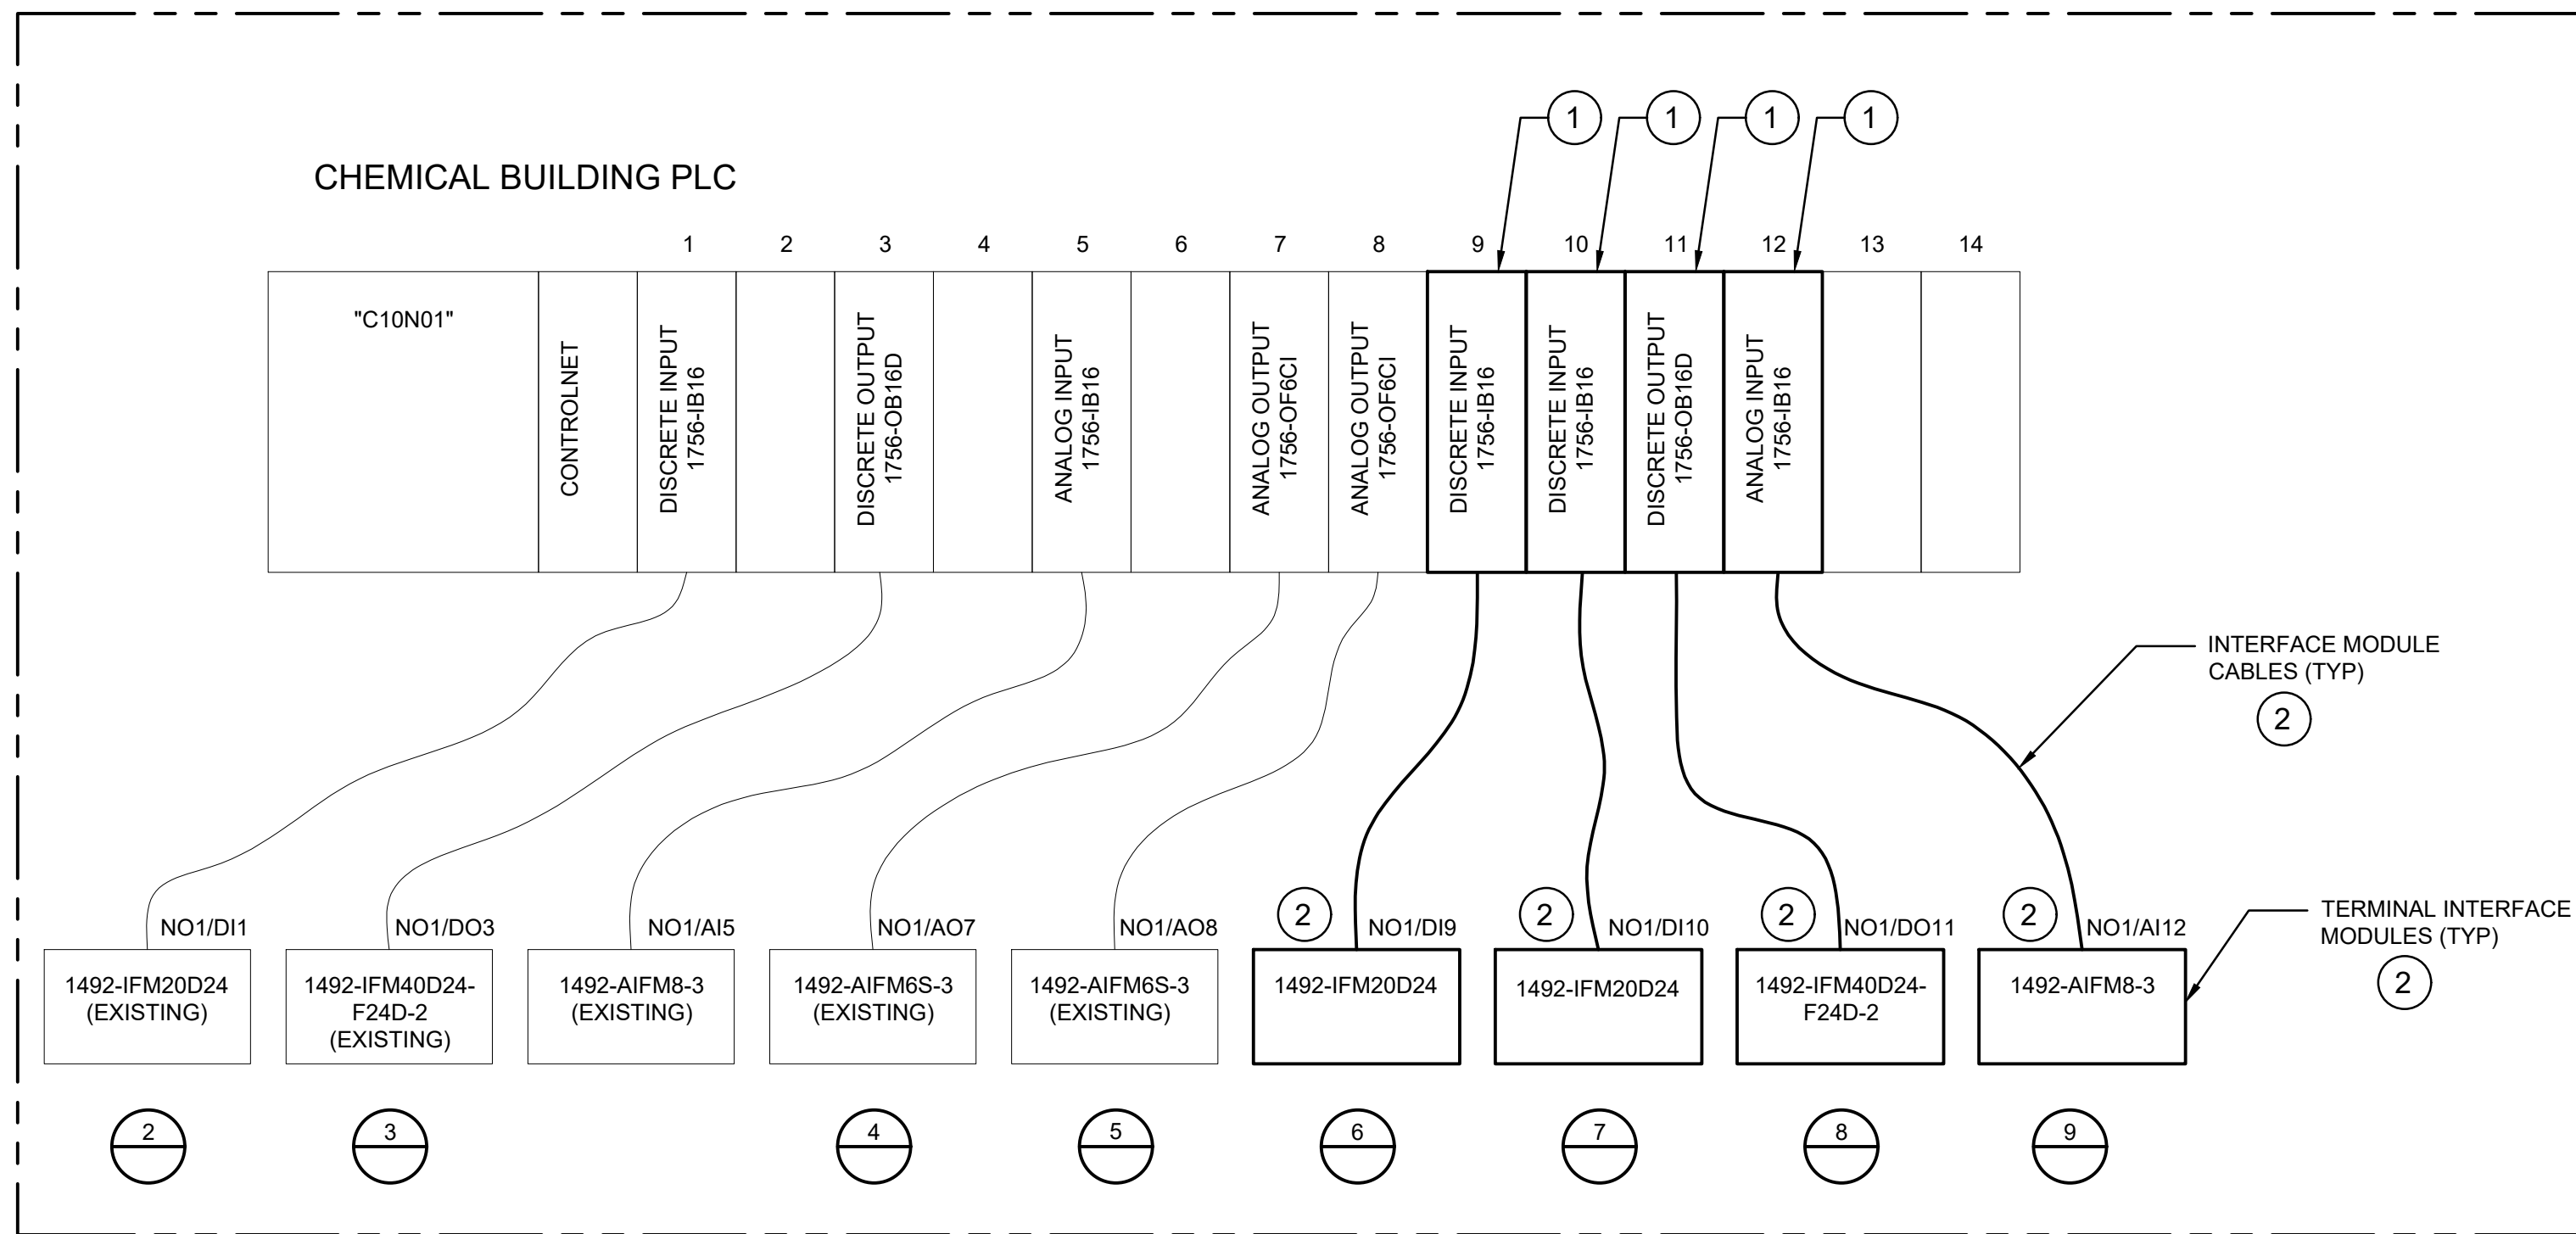 1 1 1 1
CHEMICAL BUILDING PLC
1 2 3 4 5 6 7 8 9 10 11 12 13 14
"C10N01"
CONTROLNET
DISCRETE INPUT
1756-IB16
DISCRETE OUTPUT
1756-OB16D
ANALOG INPUT
1756-IB16
ANALOG OUTPUT
1756-OF6CI
ANALOG OUTPUT
1756-OF6CI
DISCRETE INPUT
1756-IB16
DISCRETE INPUT
1756-IB16
DISCRETE OUTPUT
1756-OB16D
ANALOG INPUT
1756-IB16
INTERFACE MODULE
CABLES (TYP)
2
NO1/DI1
NO1/DO3
NO1/AI5
NO1/AO7
NO1/AO8
2 NO1/DI9
2 NO1/DI10
2 NO1/DO11
2 NO1/AI12
TERMINAL INTERFACE
MODULES (TYP)
2
1492-IFM20D24
(EXISTING)
1492-IFM40D24-
F24D-2
(EXISTING)
1492-AIFM8-3
(EXISTING)
1492-AIFM6S-3
(EXISTING)
1492-AIFM6S-3
(EXISTING)
1492-IFM20D24
1492-IFM20D24
1492-IFM40D24-
F24D-2
1492-AIFM8-3
2 3 4 5 6 7 8 9